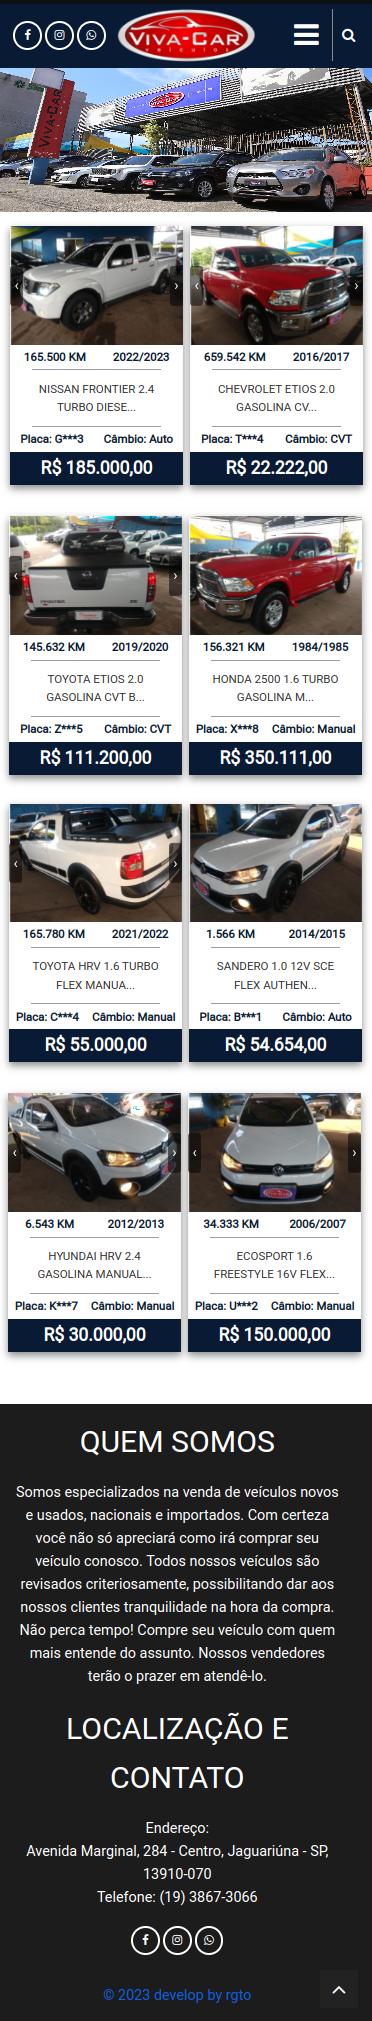 VIVA-CAR
veículos
VIVA-CAR
165.500 KM 2022/2023
NISSAN FRONTIER 2.4
TURBO DIESE...
Placa: G***3 Câmbio: Auto
R$ 185.000,00
659.542 KM 2016/2017
CHEVROLET ETIOS 2.0
GASOLINA CV...
Placa: T***4 Câmbio: CVT
R$ 22.222,00
145.632 KM 2019/2020
TOYOTA ETIOS 2.0
GASOLINA CVT B...
Placa: Z***5 Câmbio: CVT
R$ 111.200,00
156.321 KM 1984/1985
HONDA 2500 1.6 TURBO
GASOLINA M...
Placa: X***8 Câmbio: Manual
R$ 350.111,00
165.780 KM 2021/2022
TOYOTA HRV 1.6 TURBO
FLEX MANUA...
Placa: C***4 Câmbio: Manual
R$ 55.000,00
1.566 KM 2014/2015
SANDERO 1.0 12V SCE
FLEX AUTHEN...
Placa: B***1 Câmbio: Auto
R$ 54.654,00
6.543 KM 2012/2013
HYUNDAI HRV 2.4
GASOLINA MANUAL...
Placa: K***7 Câmbio: Manual
R$ 30.000,00
34.333 KM 2006/2007
ECOSPORT 1.6
FREESTYLE 16V FLEX...
Placa: U***2 Câmbio: Manual
R$ 150.000,00
QUEM SOMOS
Somos especializados na venda de veículos novos
e usados, nacionais e importados. Com certeza
você não só apreciará como irá comprar seu
veículo conosco. Todos nossos veículos são
revisados criteriosamente, possibilitando dar aos
nossos clientes tranquilidade na hora da compra.
Não perca tempo! Compre seu veículo com quem
mais entende do assunto. Nossos vendedores
terão o prazer em atendê-lo.
LOCALIZAÇÃO E
CONTATO
Endereço:
Avenida Marginal, 284 - Centro, Jaguariúna - SP,
13910-070
Telefone: (19) 3867-3066
© 2023 develop by rgto